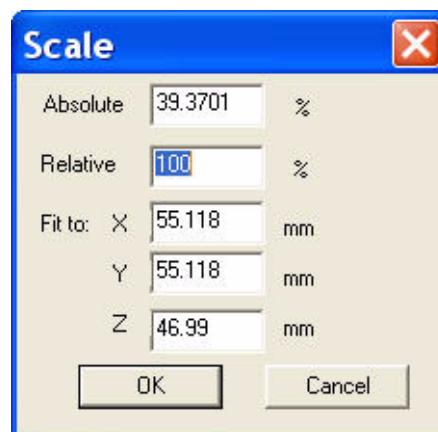 Scale
Absolute 39.3701 %
Relative 100 %
Fit to: X 55.118 mm
Y 55.118 mm
Z 46.99 mm
OK Cancel